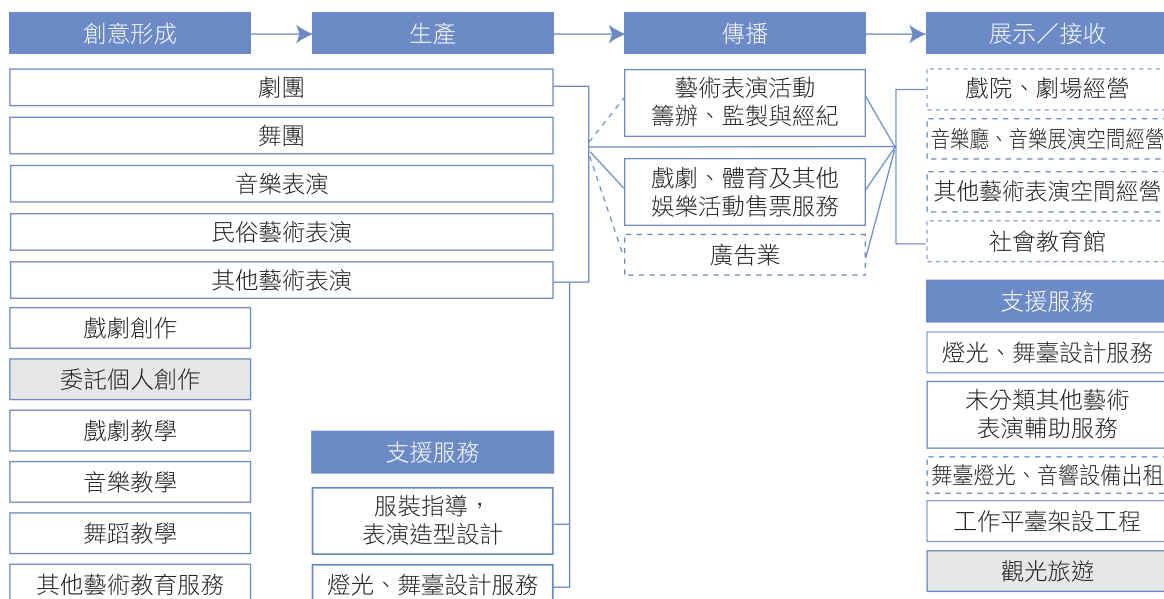 創意形成
生產
傳播
展示／接收
劇團
舞團
音樂表演
民俗藝術表演
其他藝術表演
戲劇創作
委託個人創作
戲劇教學
音樂教學
舞蹈教學
其他藝術教育服務
支援服務
服裝指導，
表演造型設計
燈光、舞臺設計服務
藝術表演活動
籌辦、監製與經紀
戲劇、體育及其他
娛樂活動售票服務
廣告業
戲院、劇場經營
音樂廳、音樂展演空間經營
其他藝術表演空間經營
社會教育館
支援服務
燈光、舞臺設計服務
未分類其他藝術
表演輔助服務
舞臺燈光、音響設備出租
工作平臺架設工程
觀光旅遊